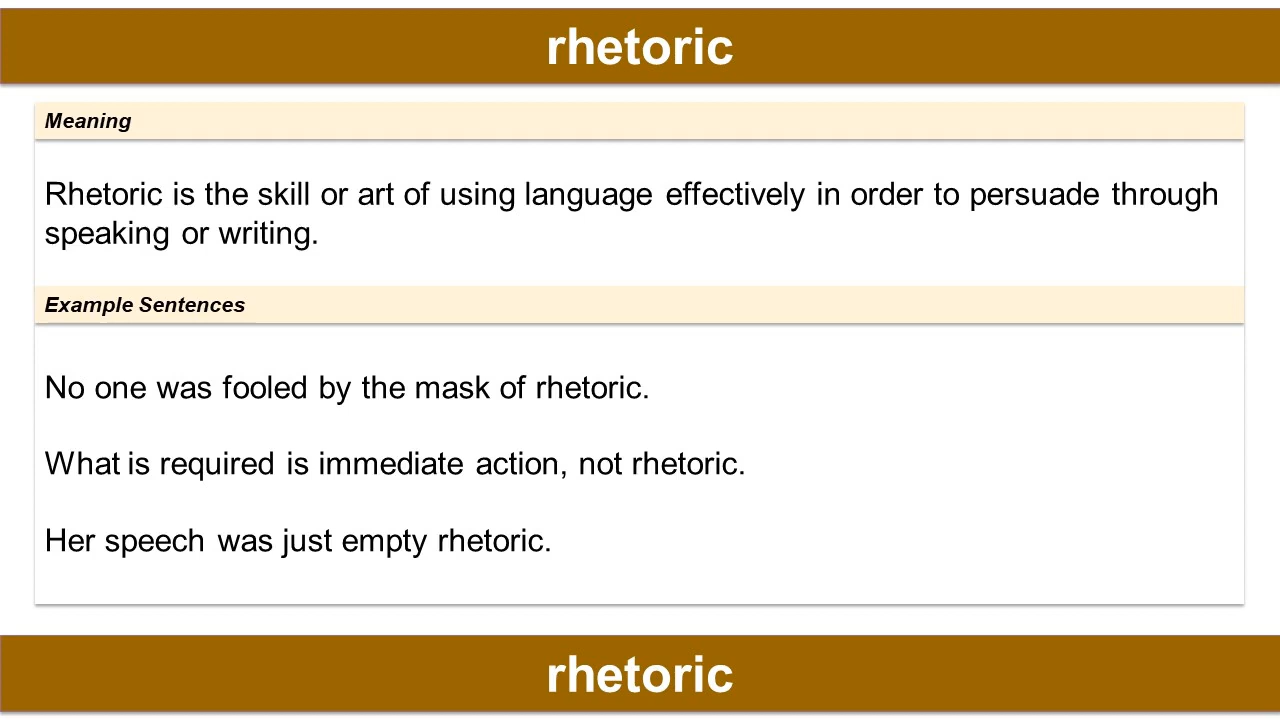 rhetoric
Meaning
Rhetoric is the skill or art of using language effectively in order to persuade through
speaking or writing.
Example Sentences
No one was fooled by the mask of rhetoric.
What is required is immediate action, not rhetoric.
Her speech was just empty rhetoric.
rhetoric